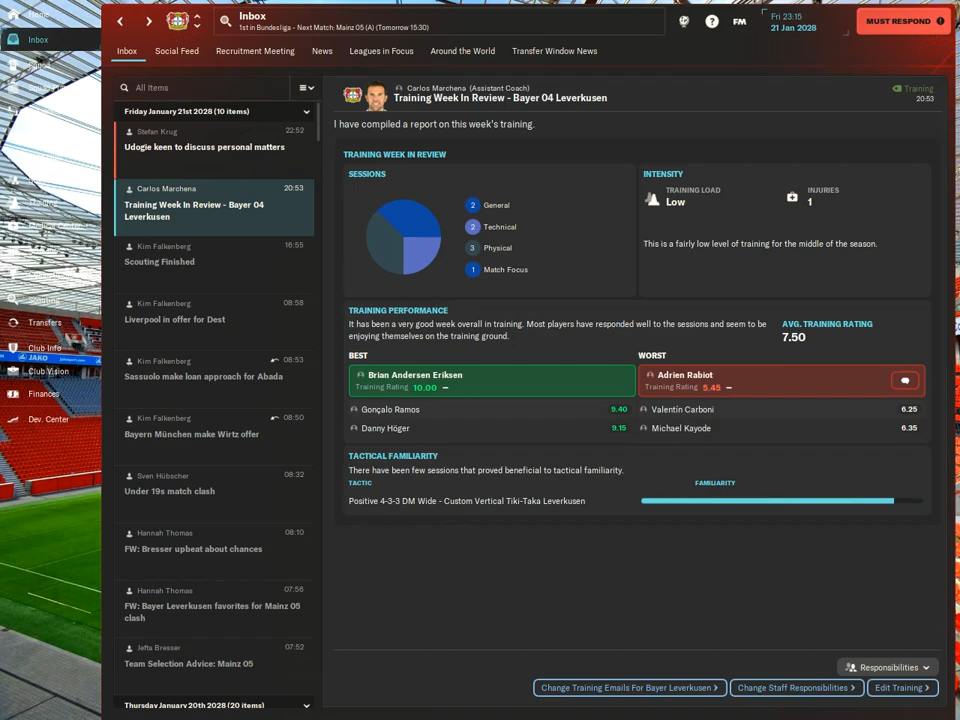 Inbox
1st in Bundesliga - Next Match: Mainz 05 (A) (Tomorrow 15:30)
?
FM
Fri 23:15
21 Jan 2028
MUST RESPOND
Inbox
Social Feed
Recruitment Meeting
News
Leagues in Focus
Around the World
Transfer Window News
Home
Inbox
Transfers
Club Info
Club Vision
Finances
Dev. Center
JAKO
All Items
Friday January 21st 2028 (10 items)
Stefan Krug 22:52
Udogie keen to discuss personal matters
Carlos Marchena 20:53
Training Week In Review - Bayer 04
Leverkusen
Kim Falkenberg 16:55
Scouting Finished
Kim Falkenberg 08:58
Liverpool in offer for Dest
Kim Falkenberg 08:53
Sassuolo make loan approach for Abada
Kim Falkenberg 08:50
Bayern München make Wirtz offer
Sven Hübscher 08:32
Under 19s match clash
Hannah Thomas 08:10
FW: Bresser upbeat about chances
Hannah Thomas 07:56
FW: Bayer Leverkusen favorites for Mainz 05
clash
Jefta Bresser 07:52
Team Selection Advice: Mainz 05
Thursday January 20th 2028 (20 items)
Carlos Marchena (Assistant Coach)
Training Week In Review - Bayer 04 Leverkusen
Training
20:53
I have compiled a report on this week's training.
TRAINING WEEK IN REVIEW
SESSIONS
2 General
2 Technical
3 Physical
1 Match Focus
INTENSITY
TRAINING LOAD
Low
INJURIES
1
This is a fairly low level of training for the middle of the season.
TRAINING PERFORMANCE
It has been a very good week overall in training. Most players have responded well to the sessions and seem to be
enjoying themselves on the training ground.
AVG. TRAINING RATING
7.50
BEST
Brian Andersen Eriksen
Training Rating 10.00 –
Gonçalo Ramos 9.40
Danny Höger 9.15
WORST
Adrien Rabiot
Training Rating 5.45 –
Valentín Carboni 6.25
Michael Kayode 6.35
TACTICAL FAMILIARITY
There have been few sessions that proved beneficial to tactical familiarity.
TACTIC FAMILIARITY
Positive 4-3-3 DM Wide - Custom Vertical Tiki-Taka Leverkusen
Responsibilities
Change Training Emails For Bayer Leverkusen >
Change Staff Responsibilities >
Edit Training >